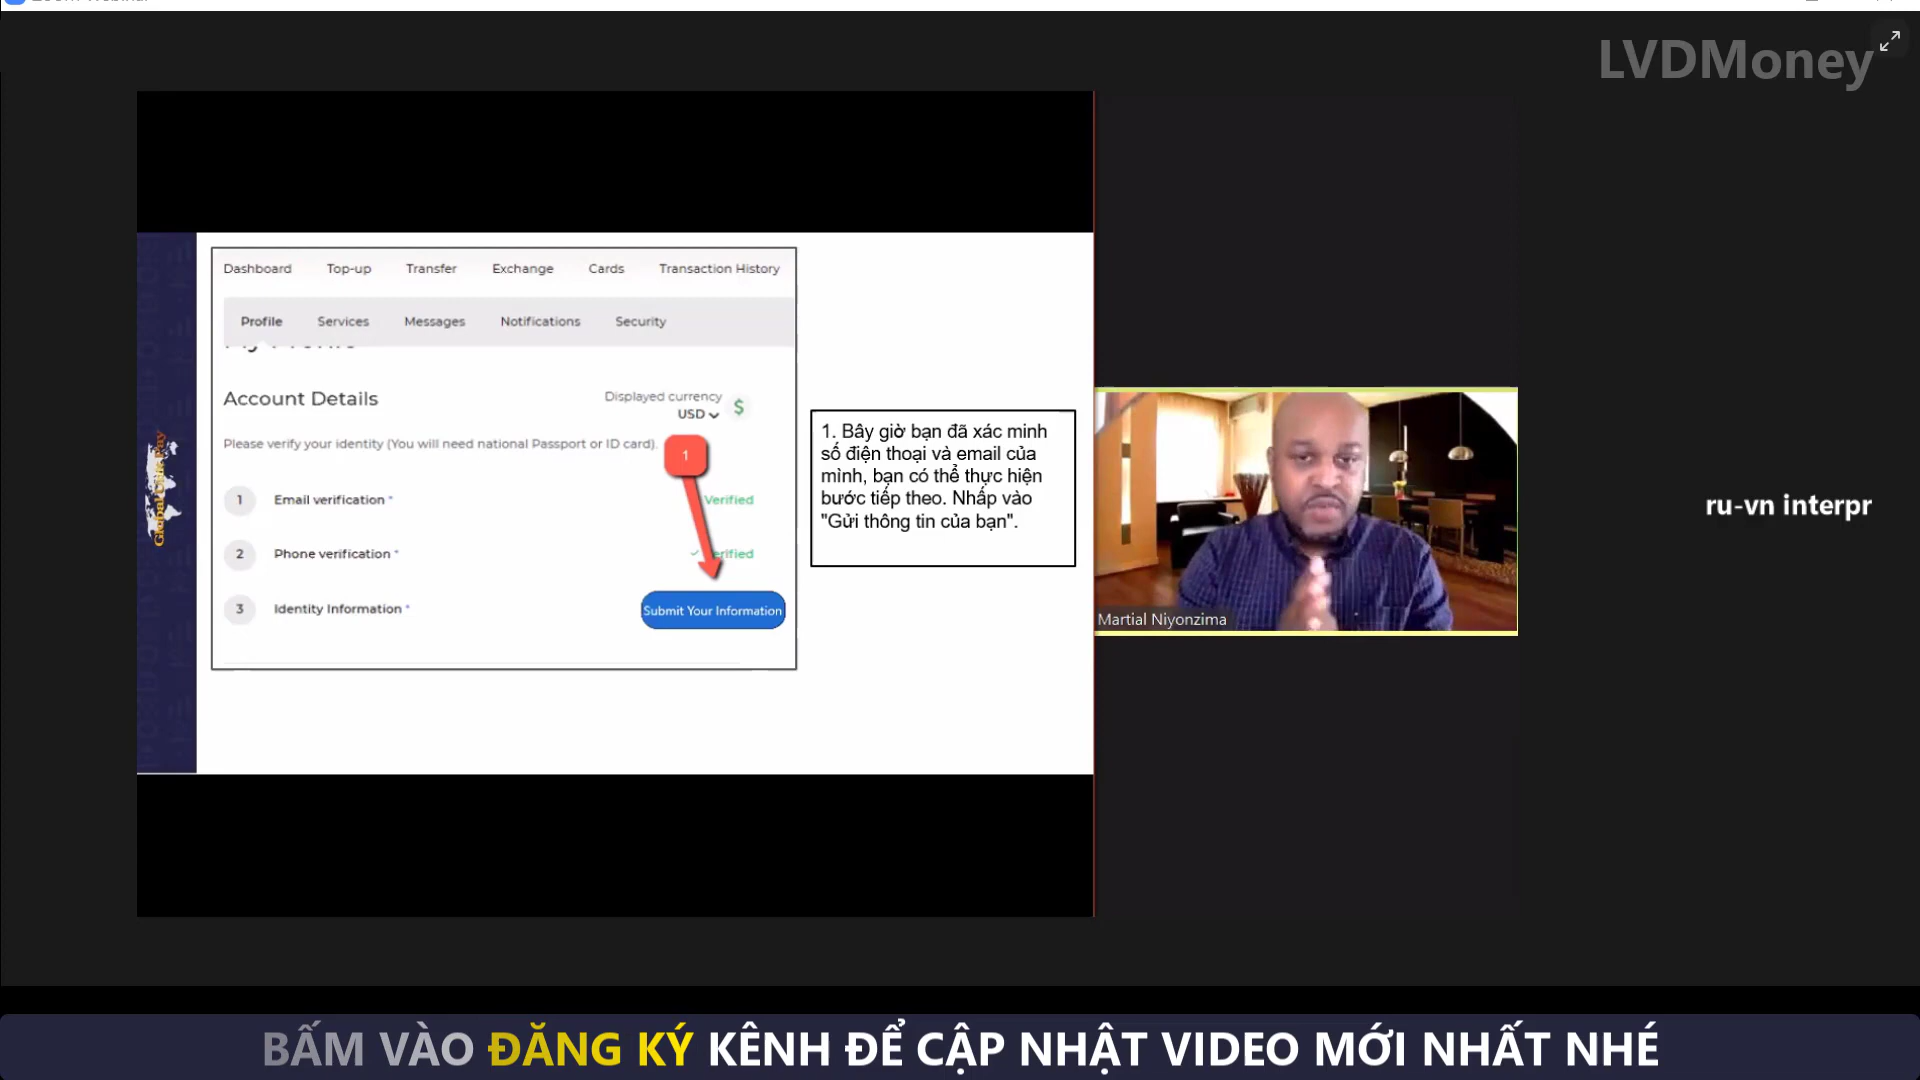 LVDMoney
Dashboard Top-up Transfer Exchange Cards Transaction History
Profile Services Messages Notifications Security
Account Details
Displayed currency
USD $
Please verify your identity (You will need national Passport or ID card).
1
1 Email verification * Verified
2 Phone verification *
3 Identity Information * Submit Your Information
1. Bây giờ bạn đã xác minh
số điện thoại và email của
mình, bạn có thể thực hiện
bước tiếp theo. Nhấp vào
"Gửi thông tin của bạn".
Martial Niyonzima
ru-vn interpr
BẤM VÀO ĐĂNG KÝ KÊNH ĐỂ CẬP NHẬT VIDEO MỚI NHẤT NHÉ